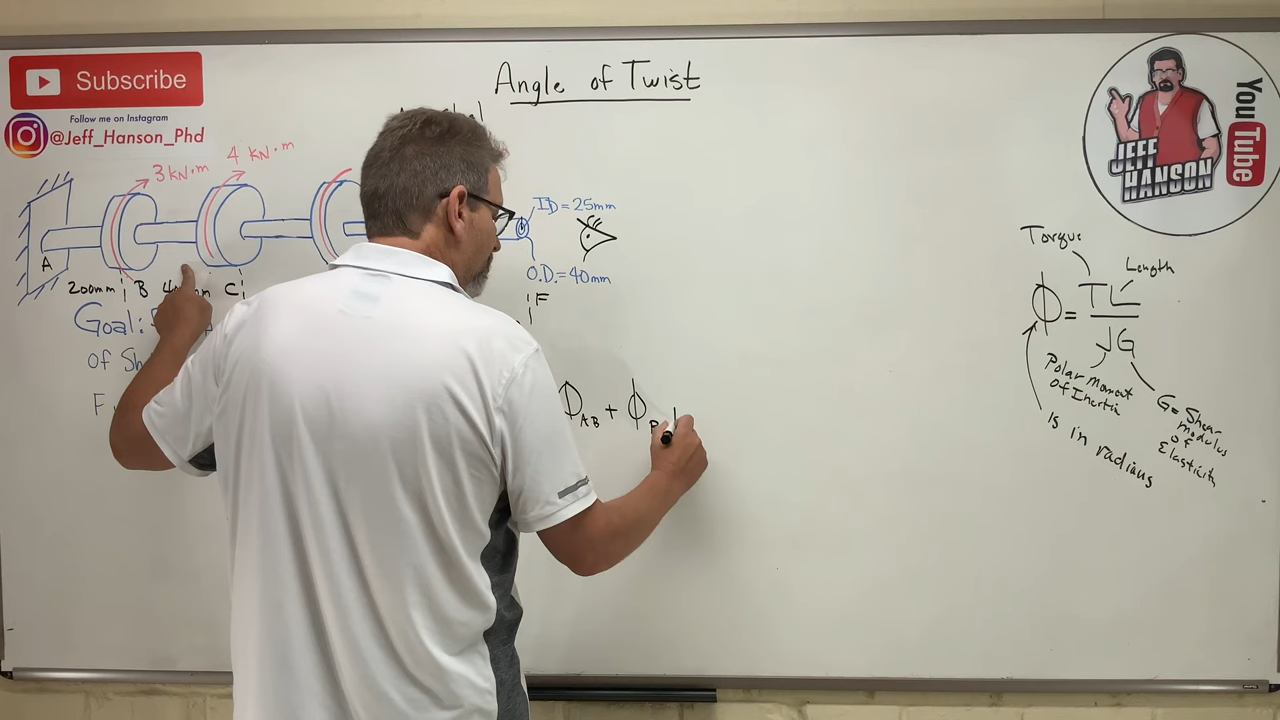 Subscribe
Follow me on Instagram
@Jeff_Hanson_Phd
Angle of Twist
3 kN·m
4 kN·m
ID = 25mm
O.D. = 40mm
A
200mm
B
C
F
Goal:
of
ϕAB + ϕ
Torque
Length
ϕ = TL
JG
Polar Moment
Of Inertia
G = Shear
modulus
of
Elasticity
is in radians
JEFF
HANSON
YouTube